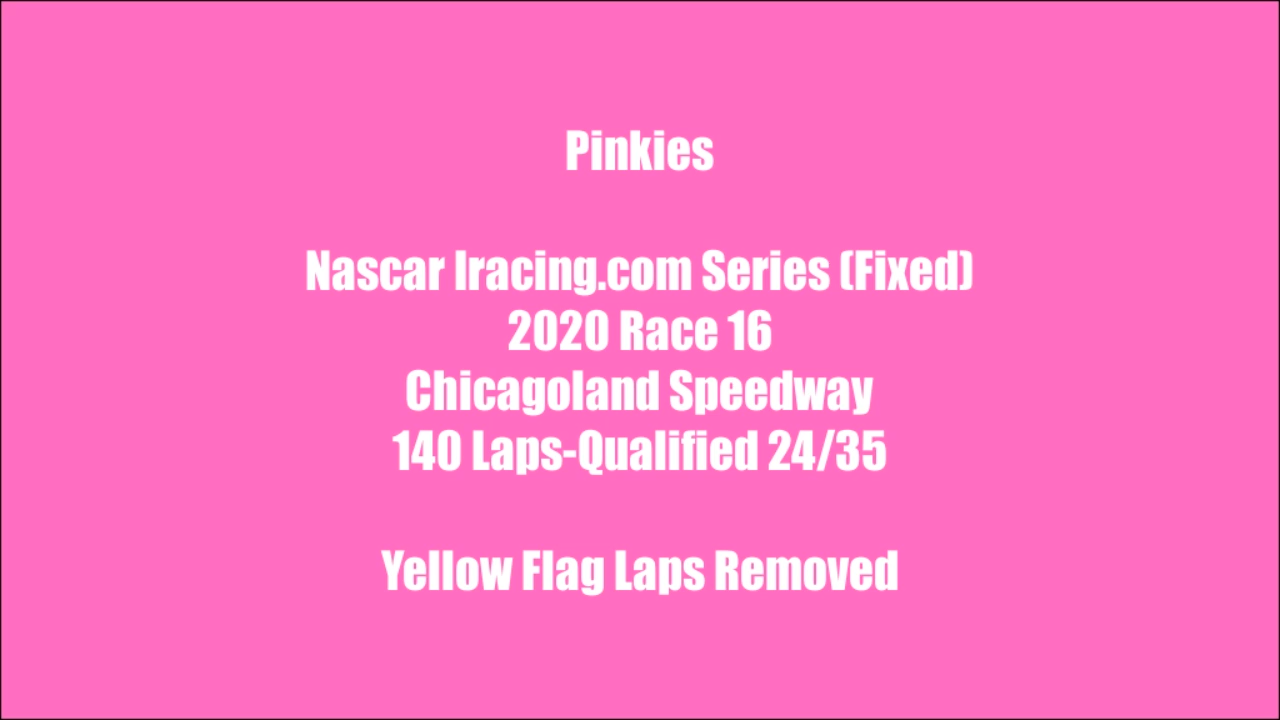 Pinkies
Nascar Iracing.com Series (Fixed)
2020 Race 16
Chicagoland Speedway
140 Laps-Qualified 24/35
Yellow Flag Laps Removed